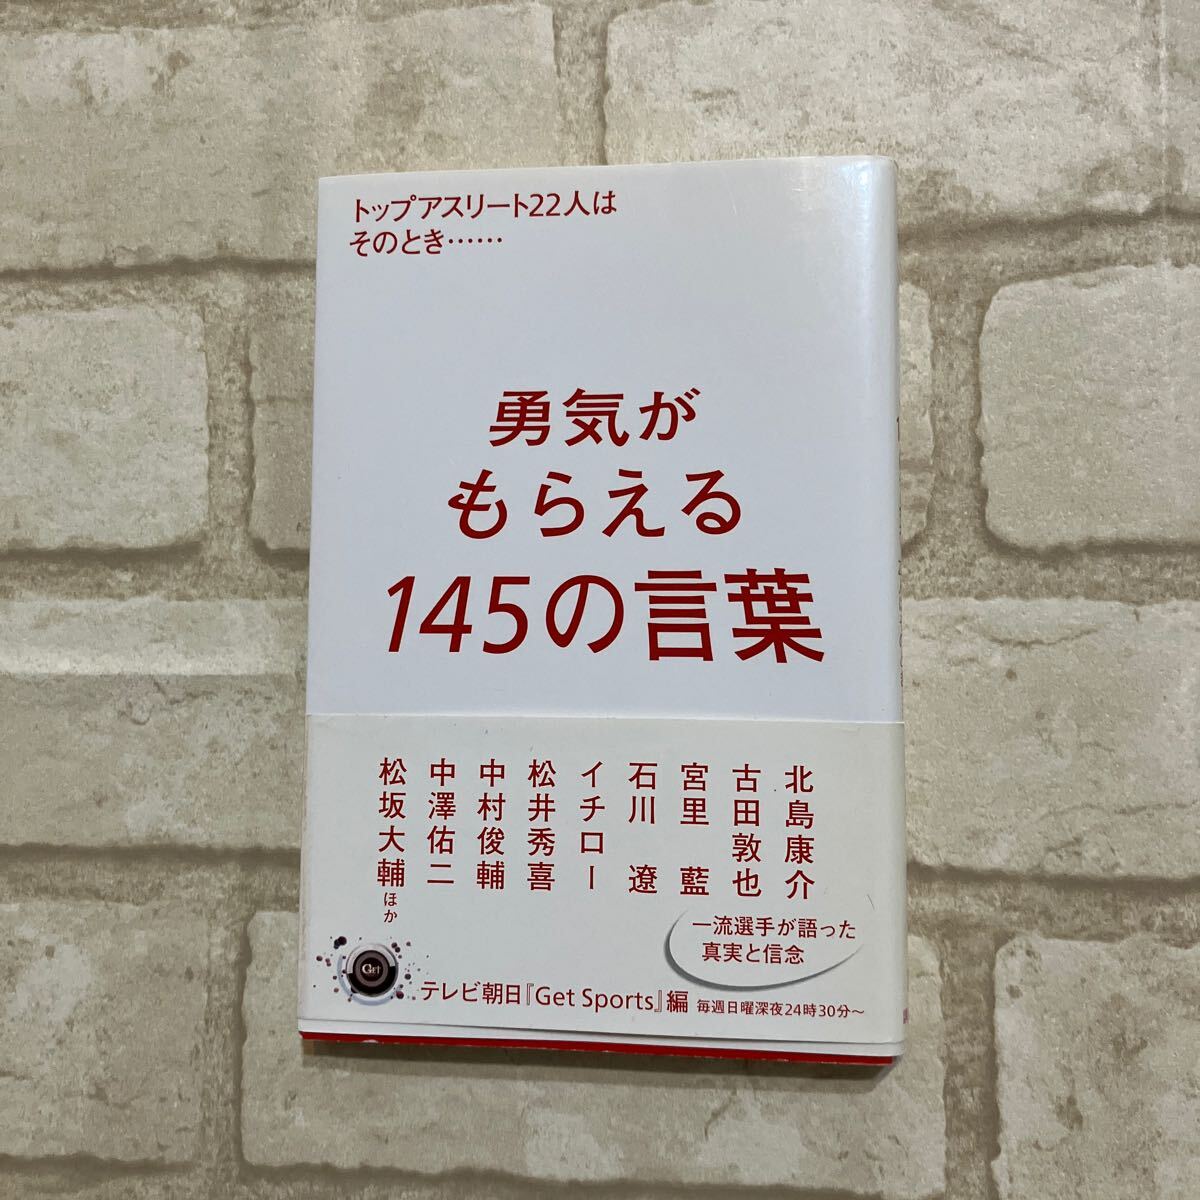 トップアスリート22人は
そのとき……
勇気が
もらえる
145の言葉
北島康介
古田敦也
宮里 藍
石川 遼
イチロー
松井秀喜
中村俊輔
中澤佑二
松坂大輔ほか
一流選手が語った
真実と信念
GET
テレビ朝日『Get Sports』編 毎週日曜深夜24時30分〜